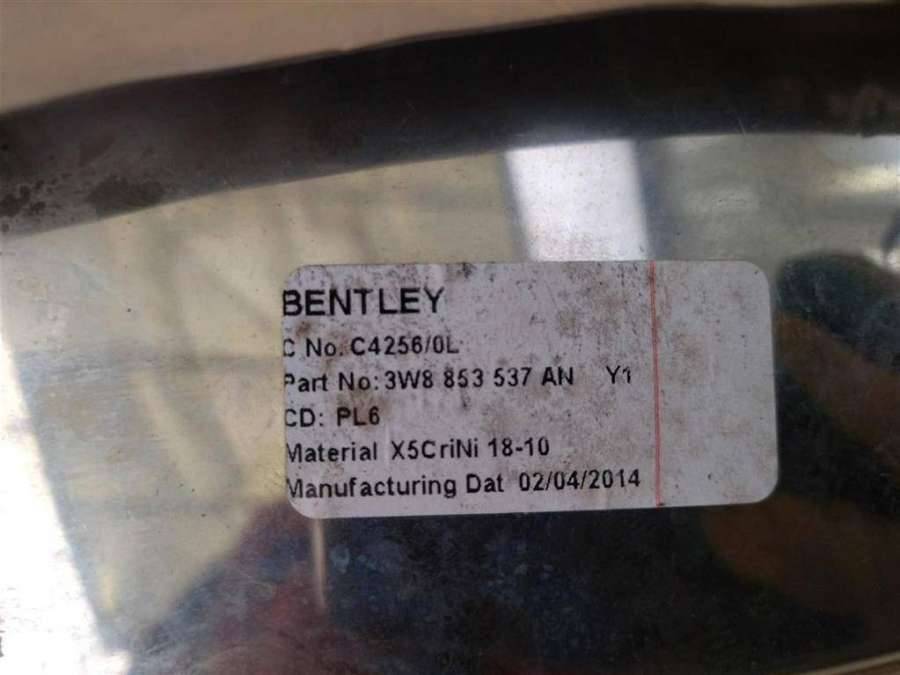 BENTLEY
C No. C4256/0L
Part No: 3W8 853 537 AN Y1
CD: PL6
Material X5CriNi 18-10
Manufacturing Dat 02/04/2014